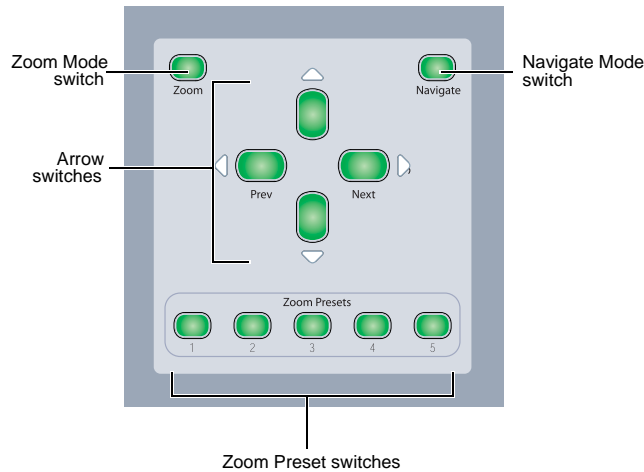 Zoom Mode
switch
Navigate Mode
switch
Zoom
Navigate
Arrow
switches
Prev
Next
Zoom Presets
1 2 3 4 5
Zoom Preset switches